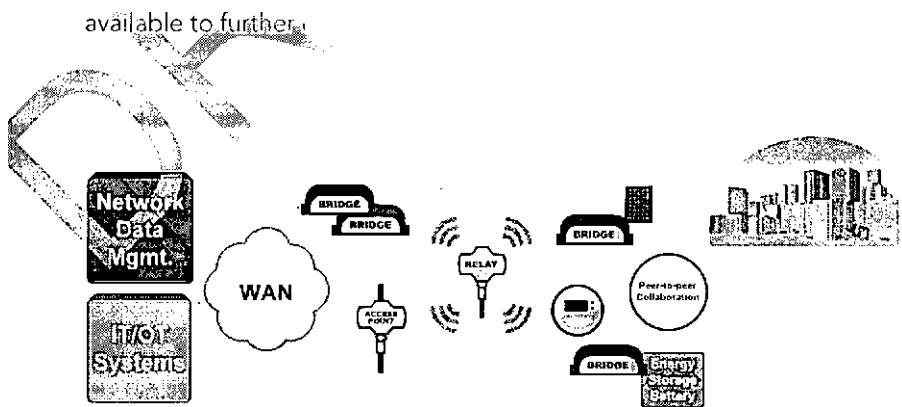 available to further
Network
Data
Mgmt.
IT/OT
Systems
WAN
BRIDGE
BRIDGE
ACCESS
POINT
RELAY
BRIDGE
Peer-to-peer
Collaboration
BRIDGE
Energy
Storage
Battery